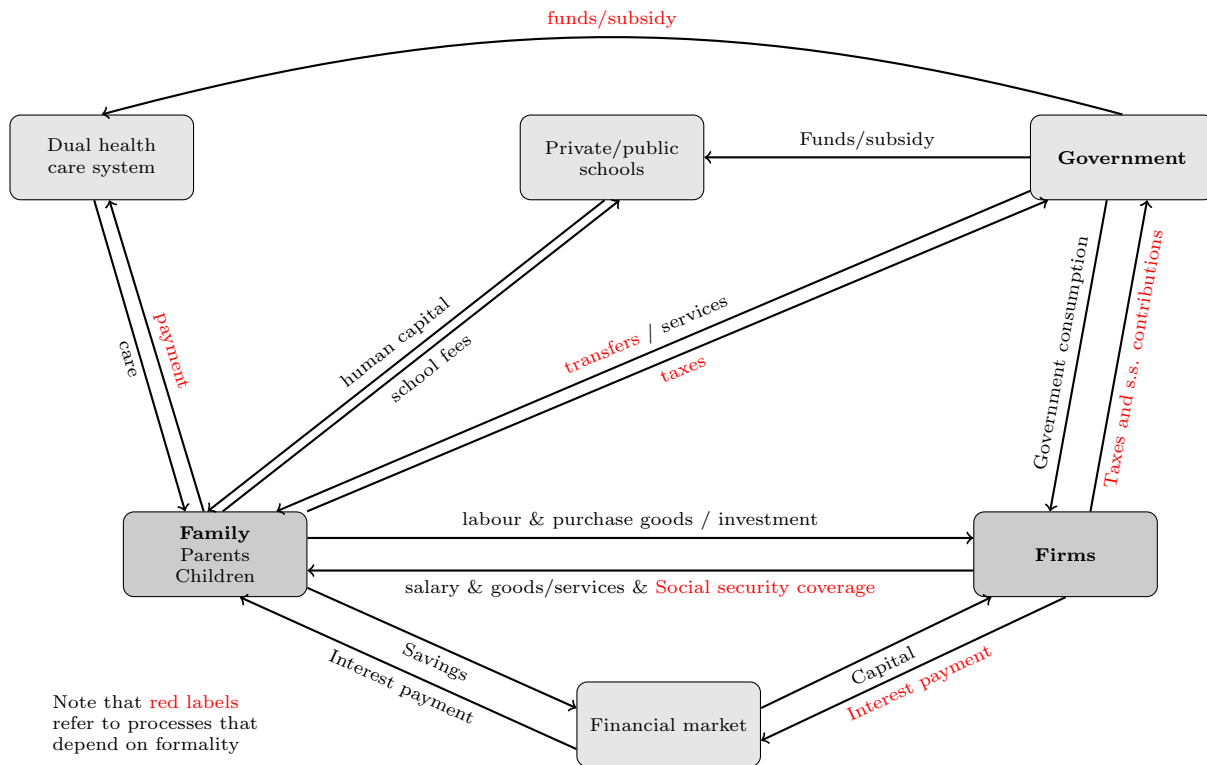 funds/subsidy
Dual health
care system
Private/public
schools
Funds/subsidy
Government
care
payment
human capital
school fees
transfers / services
taxes
Government consumption
Taxes and s.s. contributions
Family
Parents
Children
labour & purchase goods / investment
salary & goods/services & Social security coverage
Firms
Savings
Interest payment
Capital
Interest payment
Financial market
Note that red labels
refer to processes that
depend on formality